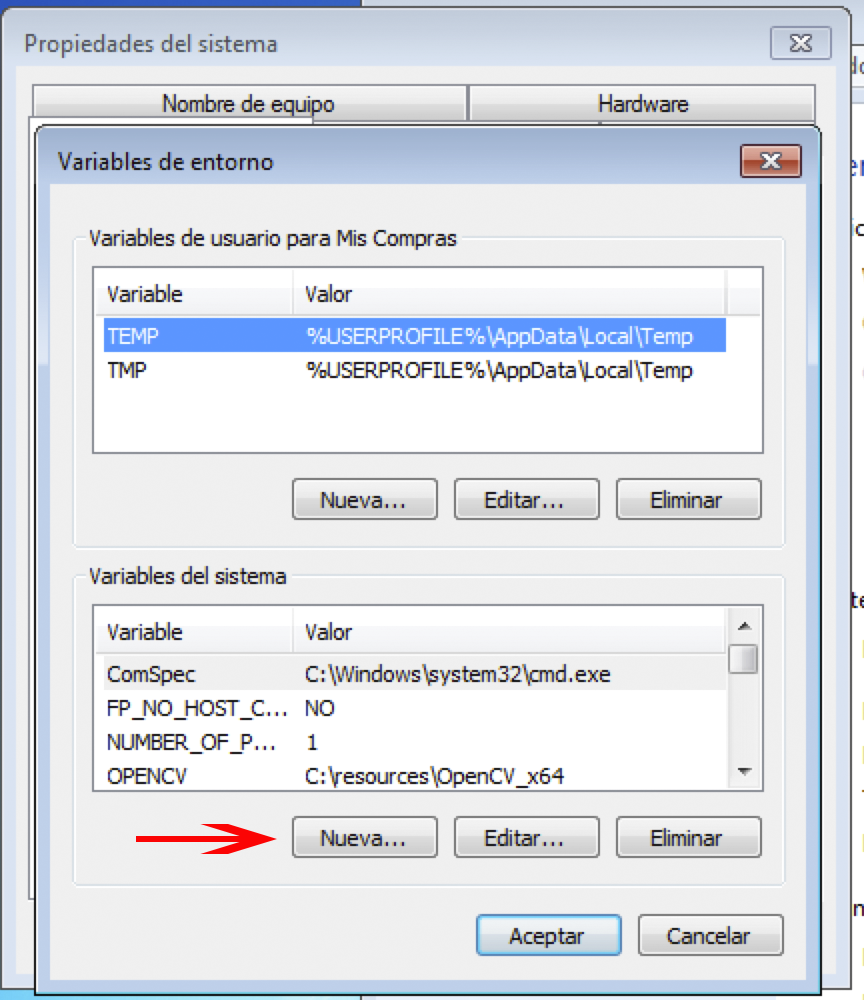 Propiedades del sistema
Nombre de equipo Hardware
Variables de entorno
Variables de usuario para Mis Compras
Variable Valor
TEMP %USERPROFILE%\AppData\Local\Temp
TMP %USERPROFILE%\AppData\Local\Temp
Nueva... Editar... Eliminar
Variables del sistema
Variable Valor
ComSpec C:\Windows\system32\cmd.exe
FP_NO_HOST_C... NO
NUMBER_OF_P... 1
OPENCV C:\resources\OpenCV_x64
Nueva... Editar... Eliminar
Aceptar Cancelar